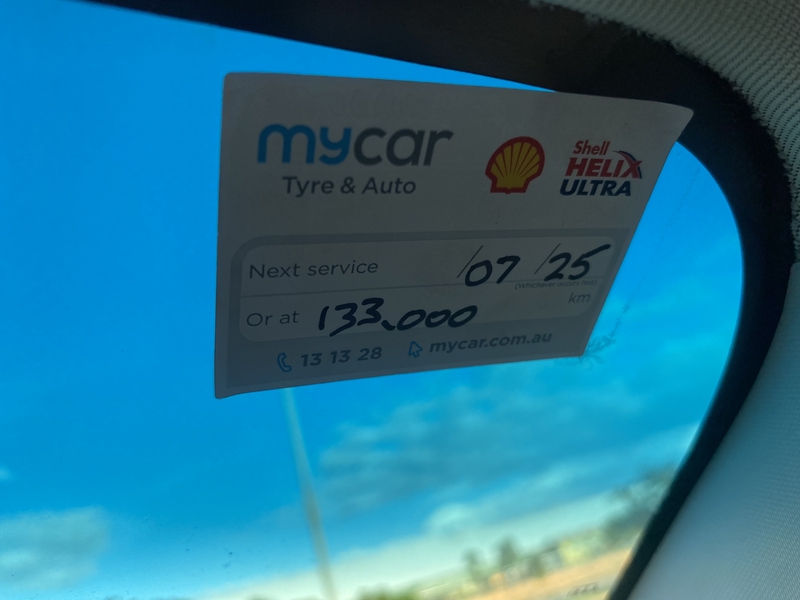 mycar
Tyre & Auto
Shell
HELIX
ULTRA
Next service /07 /25
(Whichever occurs first)
Or at 133,000 km
13 13 28 mycar.com.au